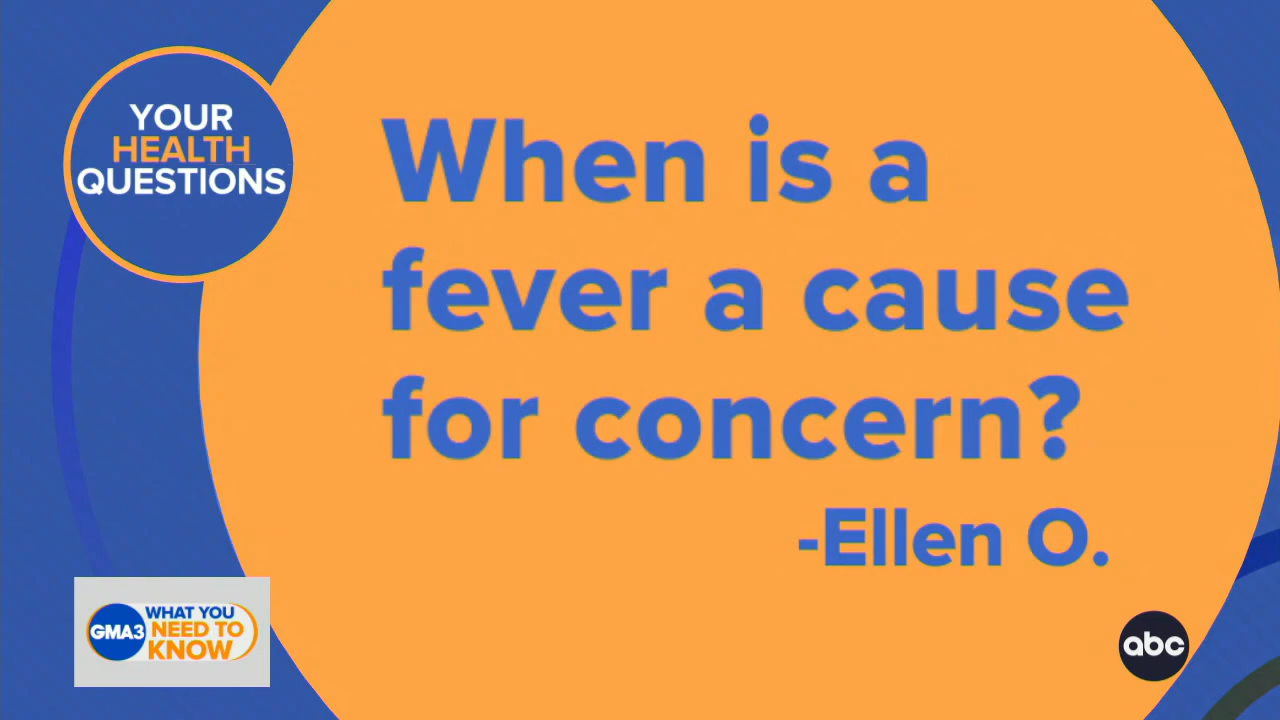 YOUR
HEALTH
QUESTIONS
When is a
fever a cause
for concern?
-Ellen O.
GMA3
WHAT YOU
NEED TO
KNOW
abc